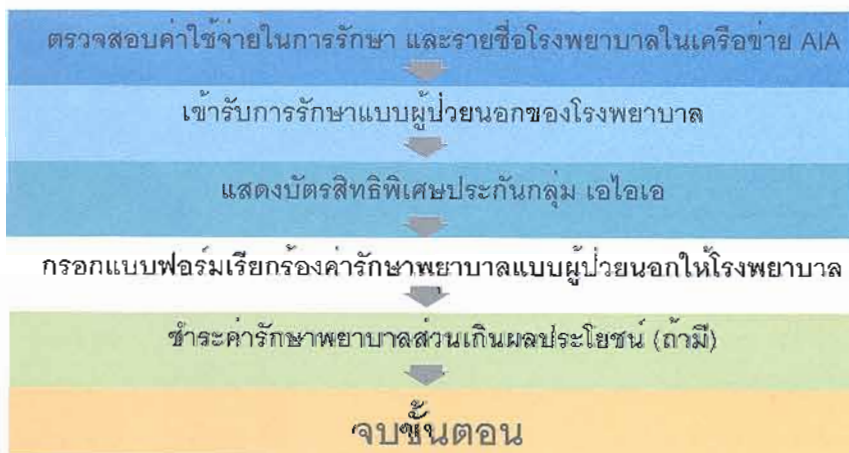 ตรวจสอบค่าใช้จ่ายในการรักษา และรายชื่อโรงพยาบาลในเครือข่าย AIA
เข้ารับการรักษาแบบผู้ป่วยนอกของโรงพยาบาล
แสดงบัตรสิทธิพิเศษประกันกลุ่ม เอไอเอ
กรอกแบบฟอร์มเรียกร้องค่ารักษาพยาบาลแบบผู้ป่วยนอกให้โรงพยาบาล
ชำระค่ารักษาพยาบาลส่วนเกินผลประโยชน์ (ถ้ามี)
จบขั้นตอน